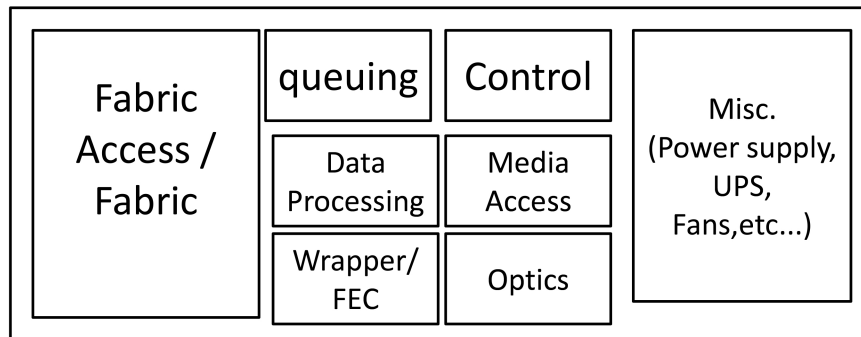 Fabric
Access /
Fabric
queuing
Control
Data
Processing
Media
Access
Wrapper/
FEC
Optics
Misc.
(Power supply,
UPS,
Fans,etc...)